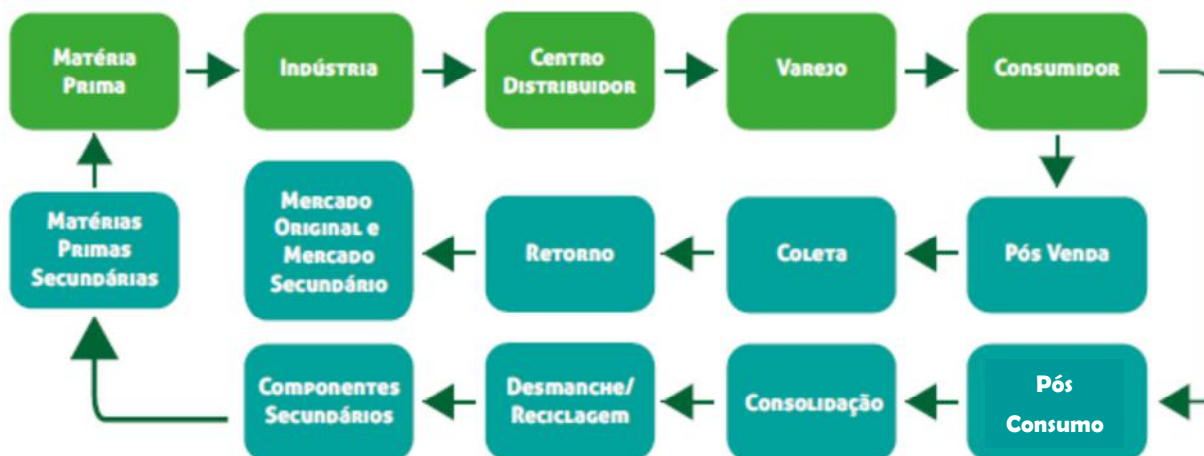 Matéria
Prima
Indústria
Centro
Distribuidor
Varejo
Consumidor
Matérias
Primas
Secundárias
Mercado
Original e
Mercado
Secundário
Retorno
Coleta
Pós Venda
Componentes
Secundários
Desmanche/
Reciclagem
Consolidação
Pós
Consumo